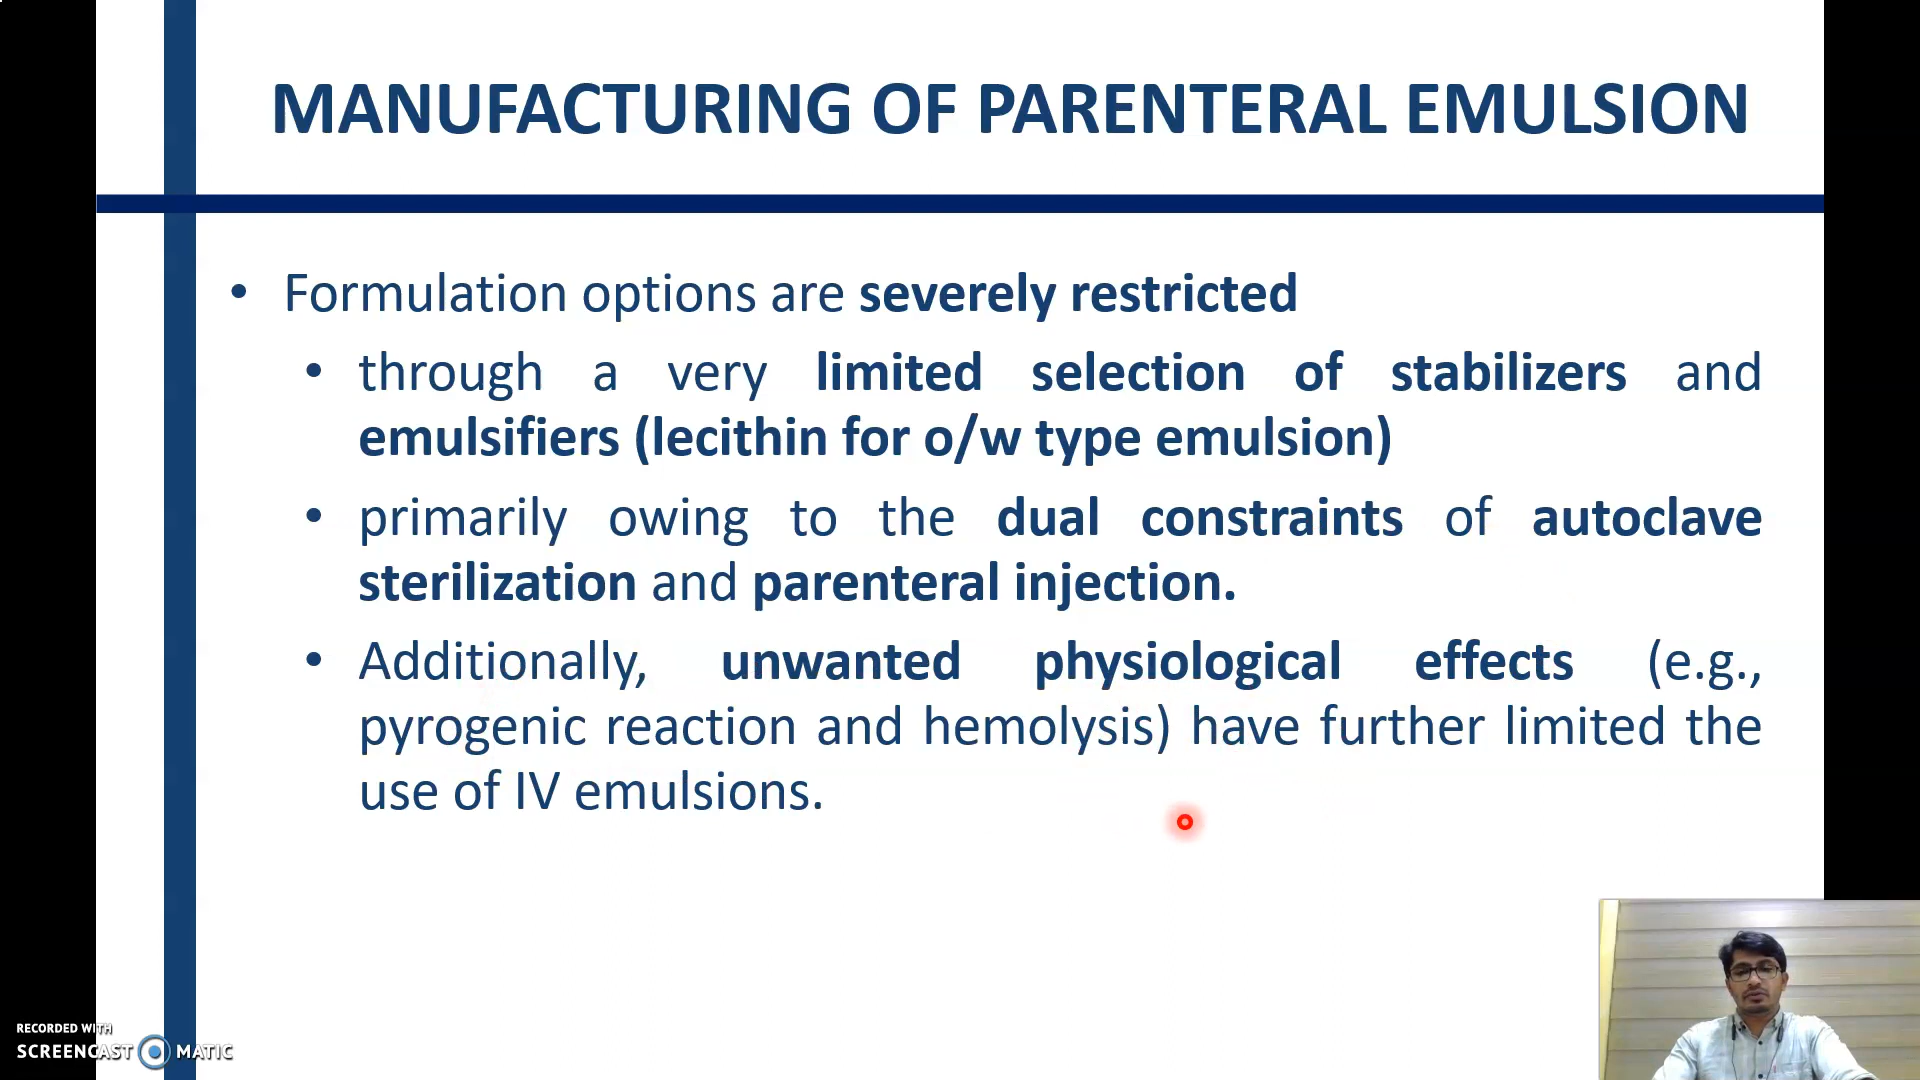 MANUFACTURING OF PARENTERAL EMULSION
• Formulation options are severely restricted
• through a very limited selection of stabilizers and
emulsifiers (lecithin for o/w type emulsion)
• primarily owing to the dual constraints of autoclave
sterilization and parenteral injection.
• Additionally, unwanted physiological effects (e.g.,
pyrogenic reaction and hemolysis) have further limited the
use of IV emulsions.
RECORDED WITH
SCREENCAST MATIC